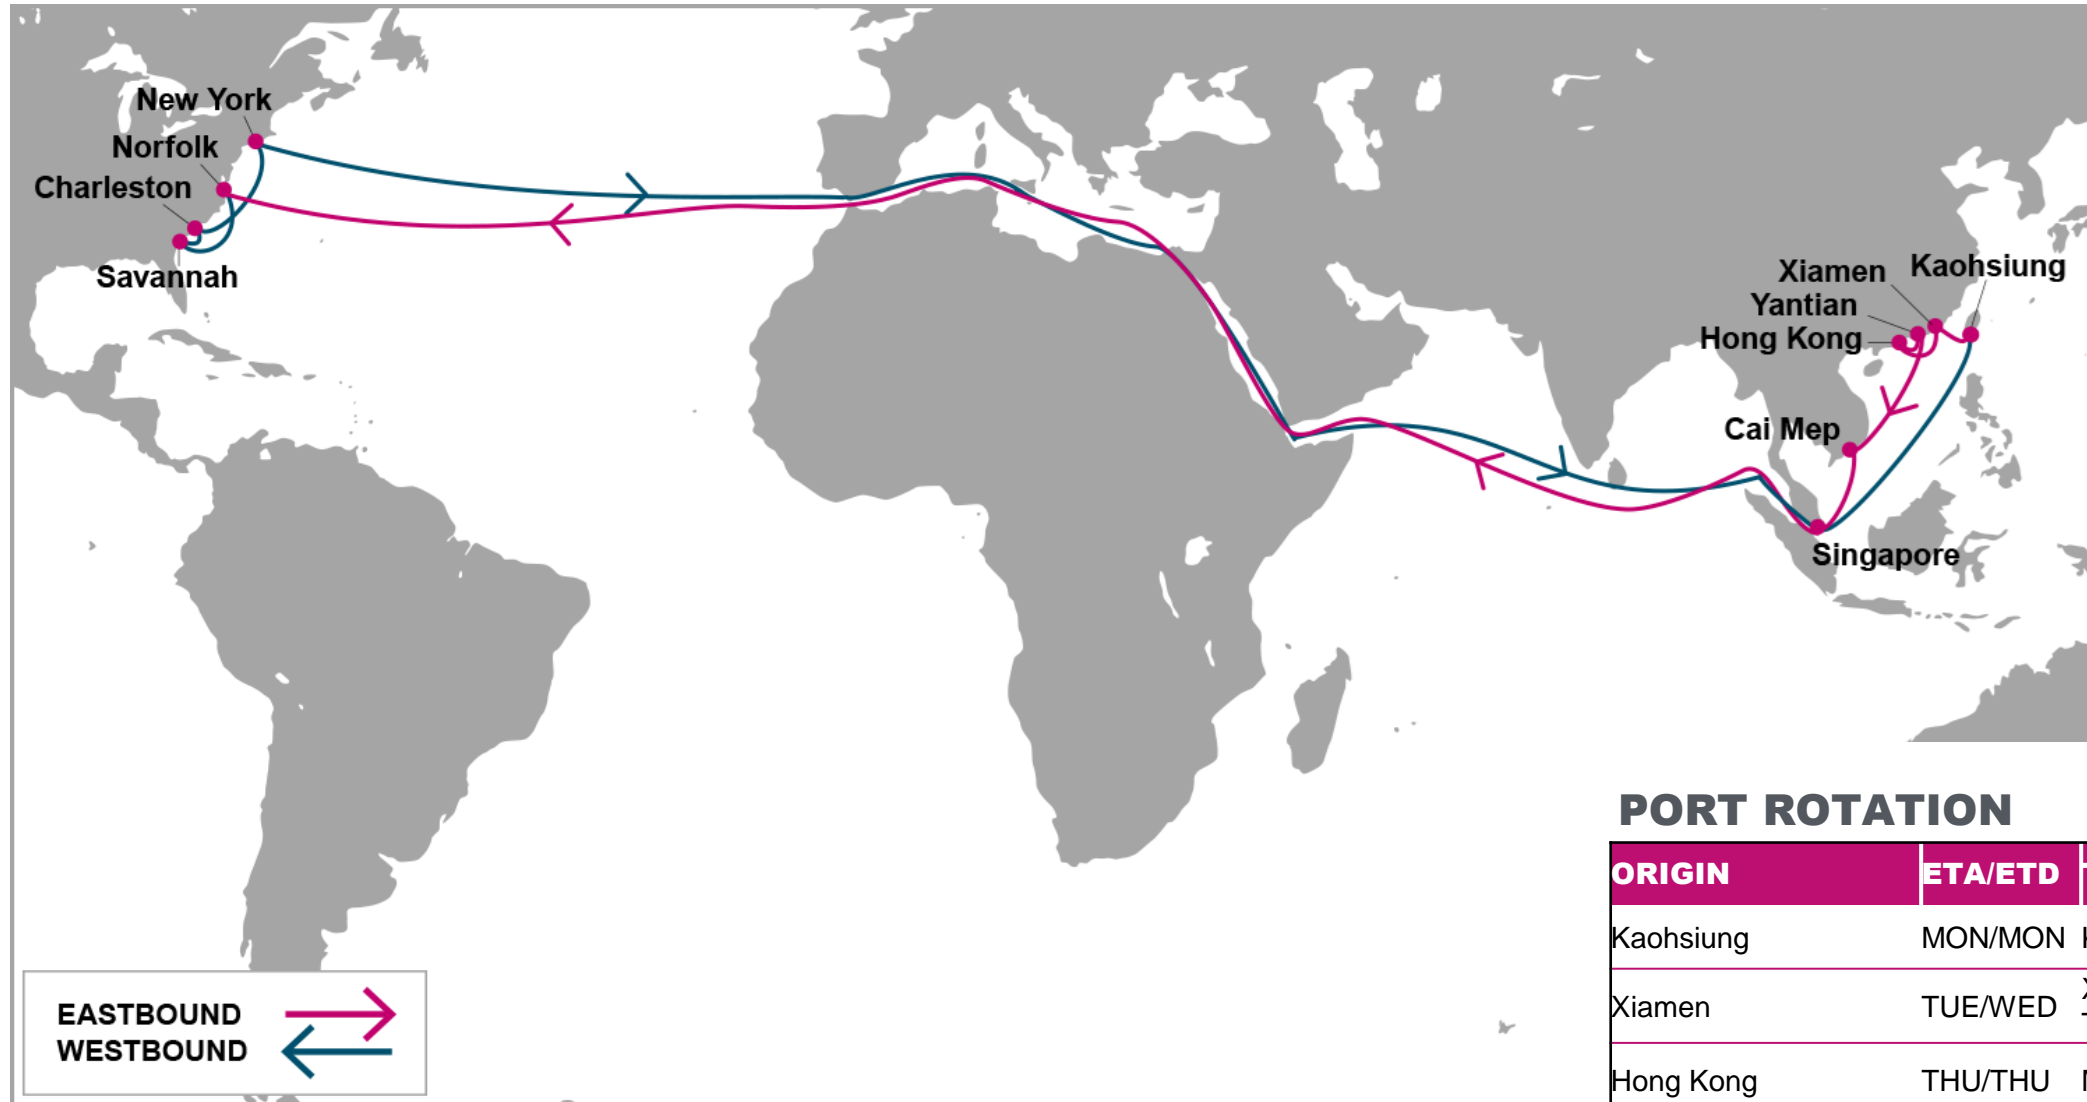 New York
Norfolk
Charleston
Savannah
Xiamen
Kaohsiung
Yantian
Hong Kong
Cai Mep
Singapore
PORT ROTATION
ORIGIN ETA/ETD
Kaohsiung MON/MON
Xiamen TUE/WED
Hong Kong THU/THU
EASTBOUND
WESTBOUND